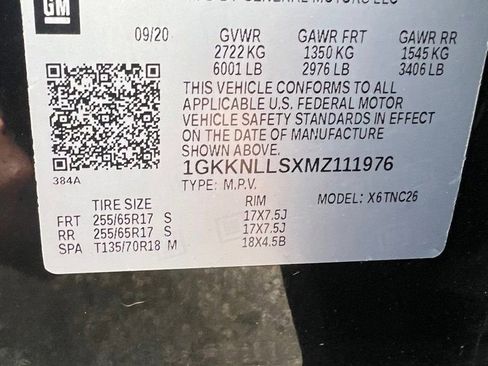 GM
GENERAL MOTORS LLC
09/20 GVWR GAWR FRT GAWR RR
2722 KG 1350 KG 1545 KG
6001 LB 2976 LB 3406 LB
THIS VEHICLE CONFORMS TO ALL
APPLICABLE U.S. FEDERAL MOTOR
VEHICLE SAFETY STANDARDS IN EFFECT
ON THE DATE OF MANUFACTURE
SHOWN ABOVE.
1GKKNLLSXMZ111976
384A
TYPE: M.P.V. MODEL: X6TNC26
TIRE SIZE RIM
FRT 255/65R17 S 17X7.5J
RR 255/65R17 S 17X7.5J
SPA T135/70R18 M 18X4.5B